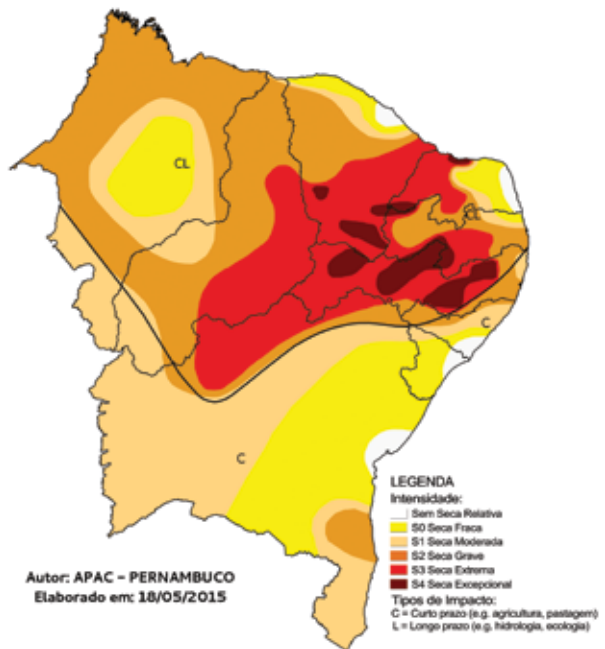 CL
CL
C
C
LEGENDA
Intensidade:
Sem Seca Relativa
S0 Seca Fraca
S1 Seca Moderada
S2 Seca Grave
S3 Seca Extrema
S4 Seca Excepcional
Tipos de Impacto:
C = Curto prazo (e.g. agricultura, pastagem)
L = Longo prazo (e.g. hidrologia, ecologia)
Autor: APAC - PERNAMBUCO
Elaborado em: 18/05/2015